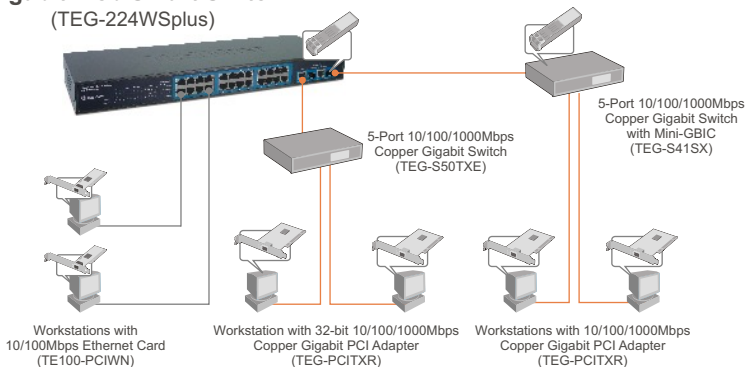 (TEG-224WSplus)
5-Port 10/100/1000Mbps
Copper Gigabit Switch
with Mini-GBIC
(TEG-S41SX)
5-Port 10/100/1000Mbps
Copper Gigabit Switch
(TEG-S50TXE)
Workstations with
10/100Mbps Ethernet Card
(TE100-PCIWN)
Workstation with 32-bit 10/100/1000Mbps
Copper Gigabit PCI Adapter
(TEG-PCITXR)
Workstations with 10/100/1000Mbps
Copper Gigabit PCI Adapter
(TEG-PCITXR)